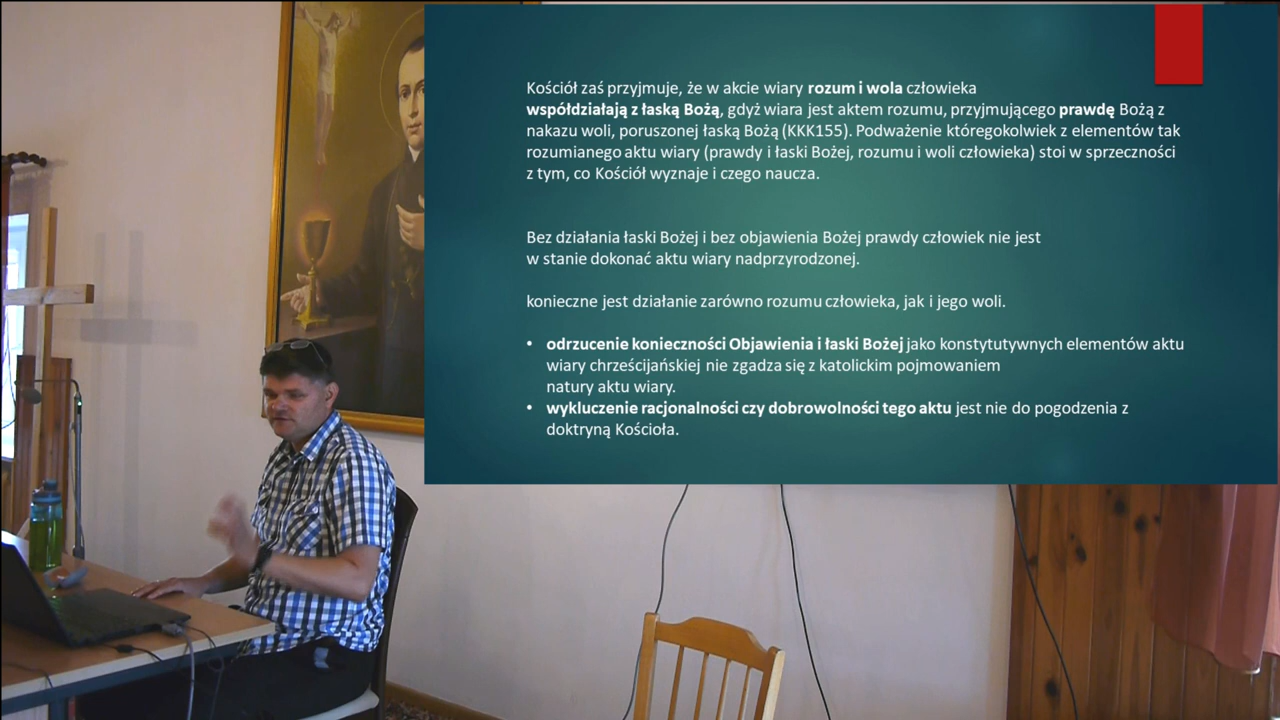 Kościół zaś przyjmuje, że w akcie wiary rozum i wola człowieka
współdziałają z łaską Bożą, gdyż wiara jest aktem rozumu, przyjmującego prawdę Bożą z
nakazu woli, poruszonej łaską Bożą (KKK155). Podważenie któregokolwiek z elementów tak
rozumianego aktu wiary (prawdy i łaski Bożej, rozumu i woli człowieka) stoi w sprzeczności
z tym, co Kościół wyznaje i czego naucza.
Bez działania łaski Bożej i bez objawienia Bożej prawdy człowiek nie jest
w stanie dokonać aktu wiary nadprzyrodzonej.
konieczne jest działanie zarówno rozumu człowieka, jak i jego woli.
• odrzucenie konieczności Objawienia i łaski Bożej jako konstytutywnych elementów aktu
wiary chrześcijańskiej nie zgadza się z katolickim pojmowaniem
natury aktu wiary.
• wykluczenie racjonalności czy dobrowolności tego aktu jest nie do pogodzenia z
doktryną Kościoła.